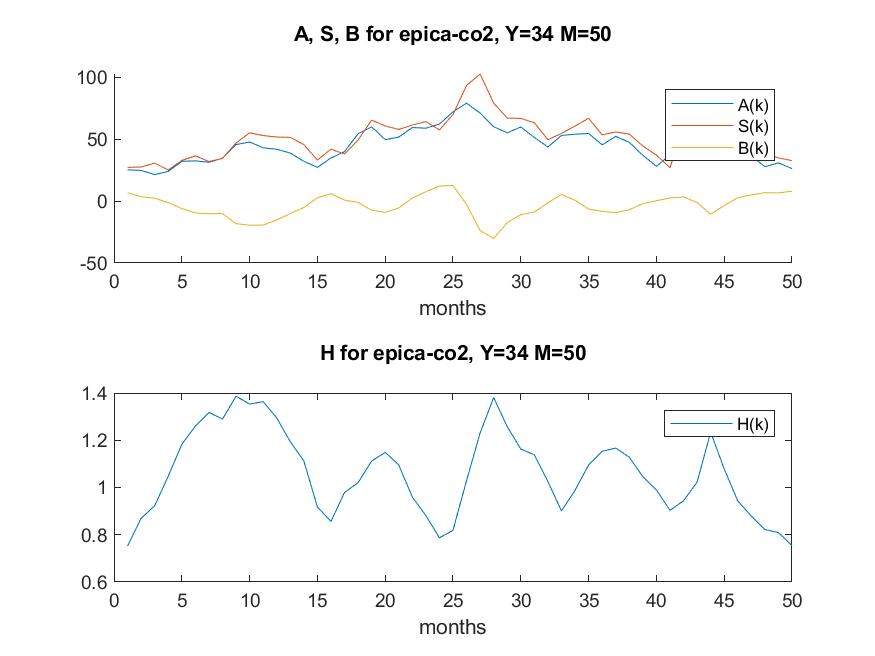 A, S, B for epica-co2, Y=34 M=50
100
50
0
-50
A(k)
S(k)
B(k)
0 5 10 15 20 25 30 35 40 45 50
months
H for epica-co2, Y=34 M=50
1.4
1.2
1
0.8
0.6
H(k)
0 5 10 15 20 25 30 35 40 45 50
months